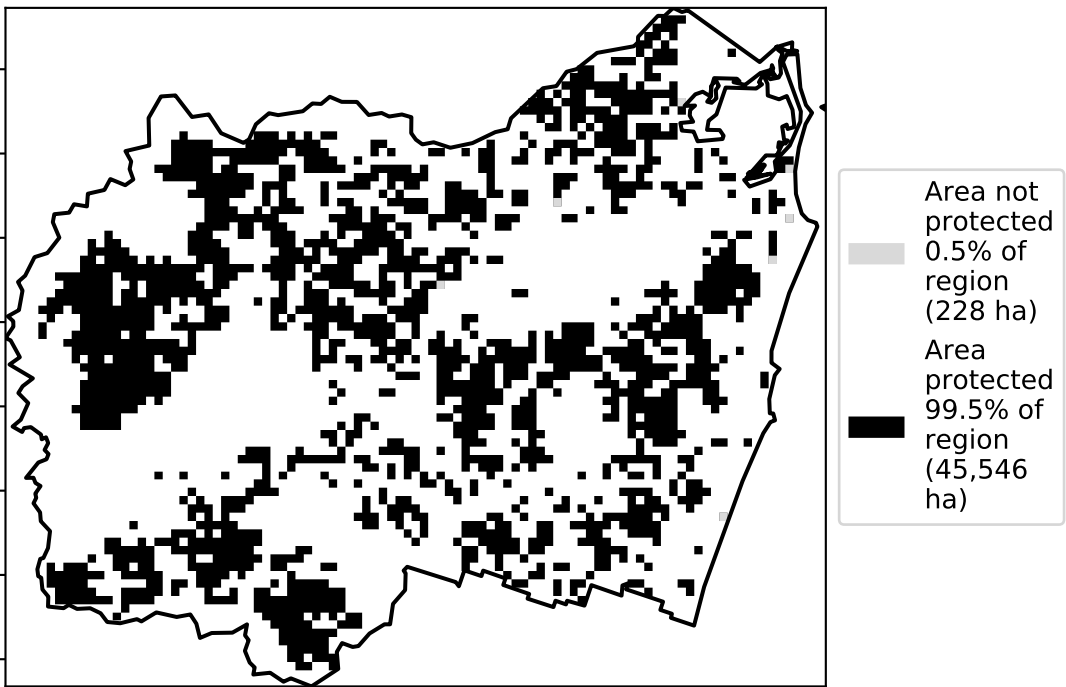 Area not
protected
0.5% of
region
(228 ha)
Area
protected
99.5% of
region
(45,546
ha)